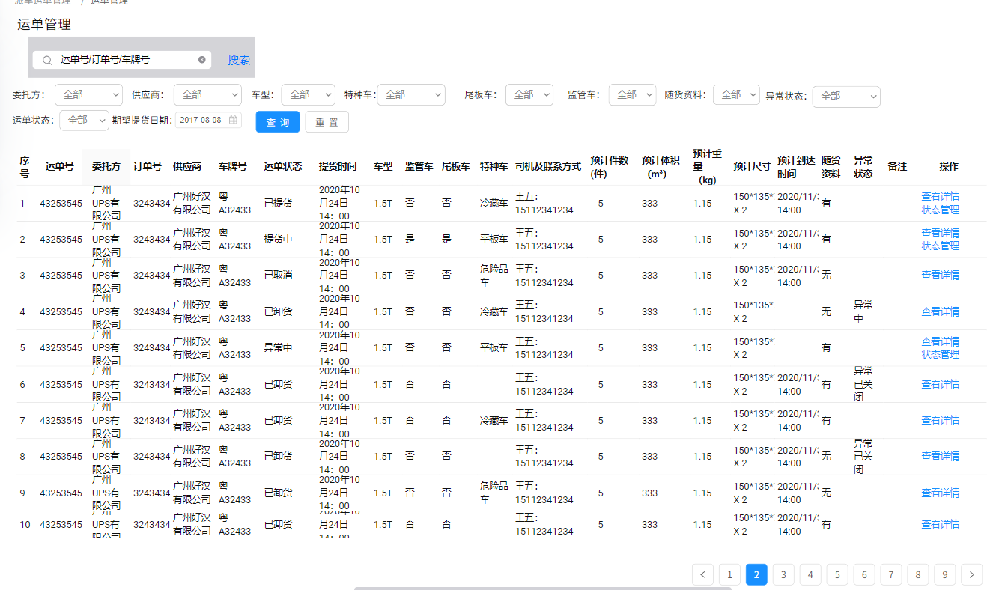 派车运单管理 / 运单管理
运单管理
运单号/订单号/车牌号 搜索
委托方: 全部 供应商: 全部 车型: 全部 特种车: 全部 尾板车: 全部 监管车: 全部 随货资料: 全部 异常状态: 全部
运单状态: 全部 期望提货日期: 2017-08-08 查 询 重 置
序号 运单号 委托方 订单号 供应商 车牌号 运单状态 提货时间 车型 监管车 尾板车 特种车 司机及联系方式 预计件数(件) 预计体积(m³) 预计重量(kg) 预计尺寸 预计到达时间 随货资料 异常状态 备注 操作
1 43253545 广州UPS有限公司 3243434 广州好汉有限公司 粤A32433 已提货 2020年10月24日14：00 1.5T 否 否 冷藏车 王五: 15112341234 5 333 1.15 150*135* X 2 2020/11/ 14:00 有 查看详情 状态管理
2 43253545 广州UPS有限公司 3243434 广州好汉有限公司 粤A32433 提货中 2020年10月24日14：00 1.5T 是 是 平板车 王五: 15112341234 5 333 1.15 150*135* X 2 2020/11/ 14:00 有 查看详情 状态管理
3 43253545 广州UPS有限公司 3243434 广州好汉有限公司 粤A32433 已取消 2020年10月24日14：00 1.5T 否 否 危险品车 王五: 15112341234 5 333 1.15 150*135* X 2 2020/11/ 14:00 无 查看详情
4 43253545 广州UPS有限公司 3243434 广州好汉有限公司 粤A32433 已卸货 2020年10月24日14：00 1.5T 否 否 冷藏车 王五: 15112341234 5 333 1.15 150*135* X 2 无 异常中 查看详情
5 43253545 广州UPS有限公司 3243434 广州好汉有限公司 粤A32433 异常中 2020年10月24日14：00 1.5T 否 否 平板车 王五: 15112341234 5 333 1.15 150*135* X 2 有 查看详情 状态管理
6 43253545 广州UPS有限公司 3243434 广州好汉有限公司 粤A32433 已卸货 2020年10月24日14：00 1.5T 否 否 王五: 15112341234 5 333 1.15 150*135* X 2 2020/11/ 14:00 有 异常已关闭 查看详情
7 43253545 广州UPS有限公司 3243434 广州好汉有限公司 粤A32433 已卸货 2020年10月24日14：00 1.5T 否 否 冷藏车 王五: 15112341234 5 333 1.15 150*135* X 2 2020/11/ 14:00 有 查看详情
8 43253545 广州UPS有限公司 3243434 广州好汉有限公司 粤A32433 已卸货 2020年10月24日14：00 1.5T 否 否 王五: 15112341234 5 333 1.15 150*135* X 2 2020/11/ 14:00 无 异常已关闭 查看详情
9 43253545 广州UPS有限公司 3243434 广州好汉有限公司 粤A32433 已卸货 2020年10月24日14：00 1.5T 否 否 危险品车 王五: 15112341234 5 333 1.15 150*135* X 2 2020/11/ 14:00 无 查看详情
10 43253545 广州UPS有限公司 3243434 广州好汉有限公司 粤A32433 已卸货 2020年10月24日14：00 1.5T 否 否 王五: 15112341234 5 333 1.15 150*135* X 2 2020/11/ 14:00 有 查看详情
< 1 2 3 4 5 6 7 8 9 >